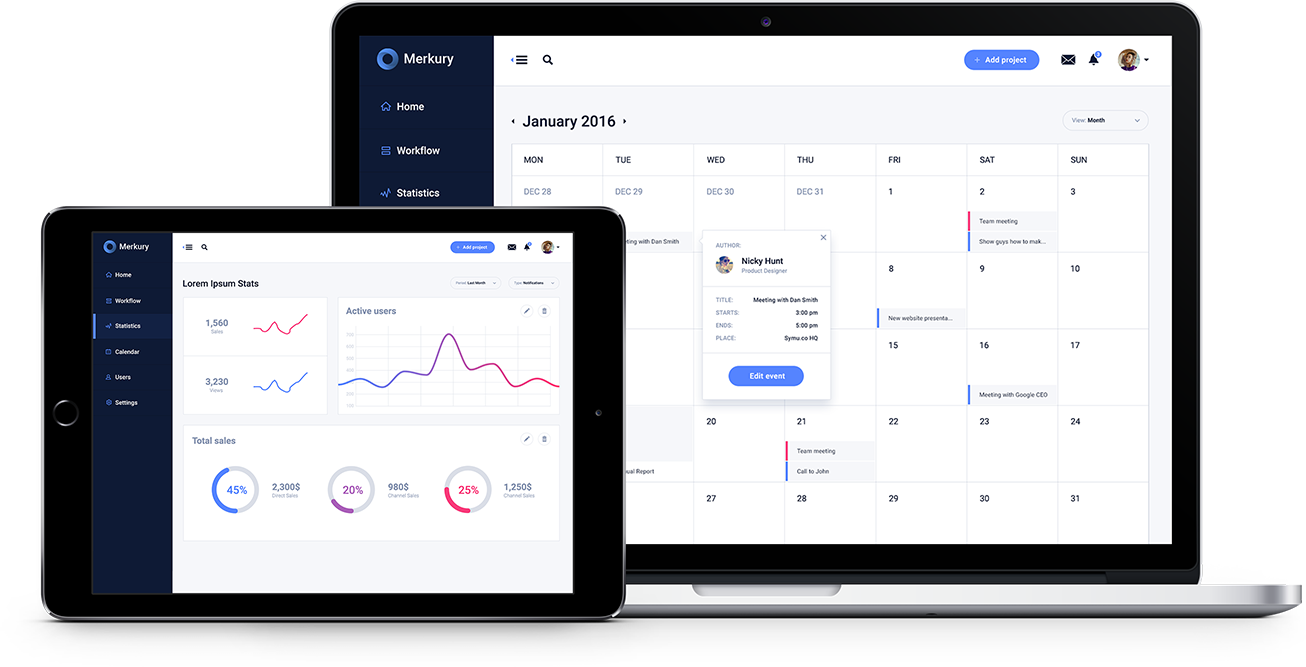 Merkury
Add project
3
Home
January 2016
View: Month
Workflow
MON TUE WED THU FRI SAT SUN
Statistics
DEC 28 DEC 29 DEC 30 DEC 31 1 2 3
Team meeting
ting with Dan Smith
Show guys how to mak...
AUTHOR:
Nicky Hunt
Product Designer
8 9 10
TITLE: Meeting with Dan Smith
STARTS: 3:00 pm
ENDS: 5:00 pm
PLACE: Symu.co HQ
New website presenta...
15 16 17
Edit event
Meeting with Google CEO
20 21 22 23 24
Team meeting
ual Report
Call to John
27 28 29 30 31
Merkury
Add project
Home
Workflow
Statistics
Calendar
Users
Settings
Lorem Ipsum Stats
Period: Last Month
Type: Notifications
1,560
Sales
3,230
Views
Active users
Total sales
45%
2,300$
Direct Sales
20%
980$
Channel Sales
25%
1,250$
Channel Sales